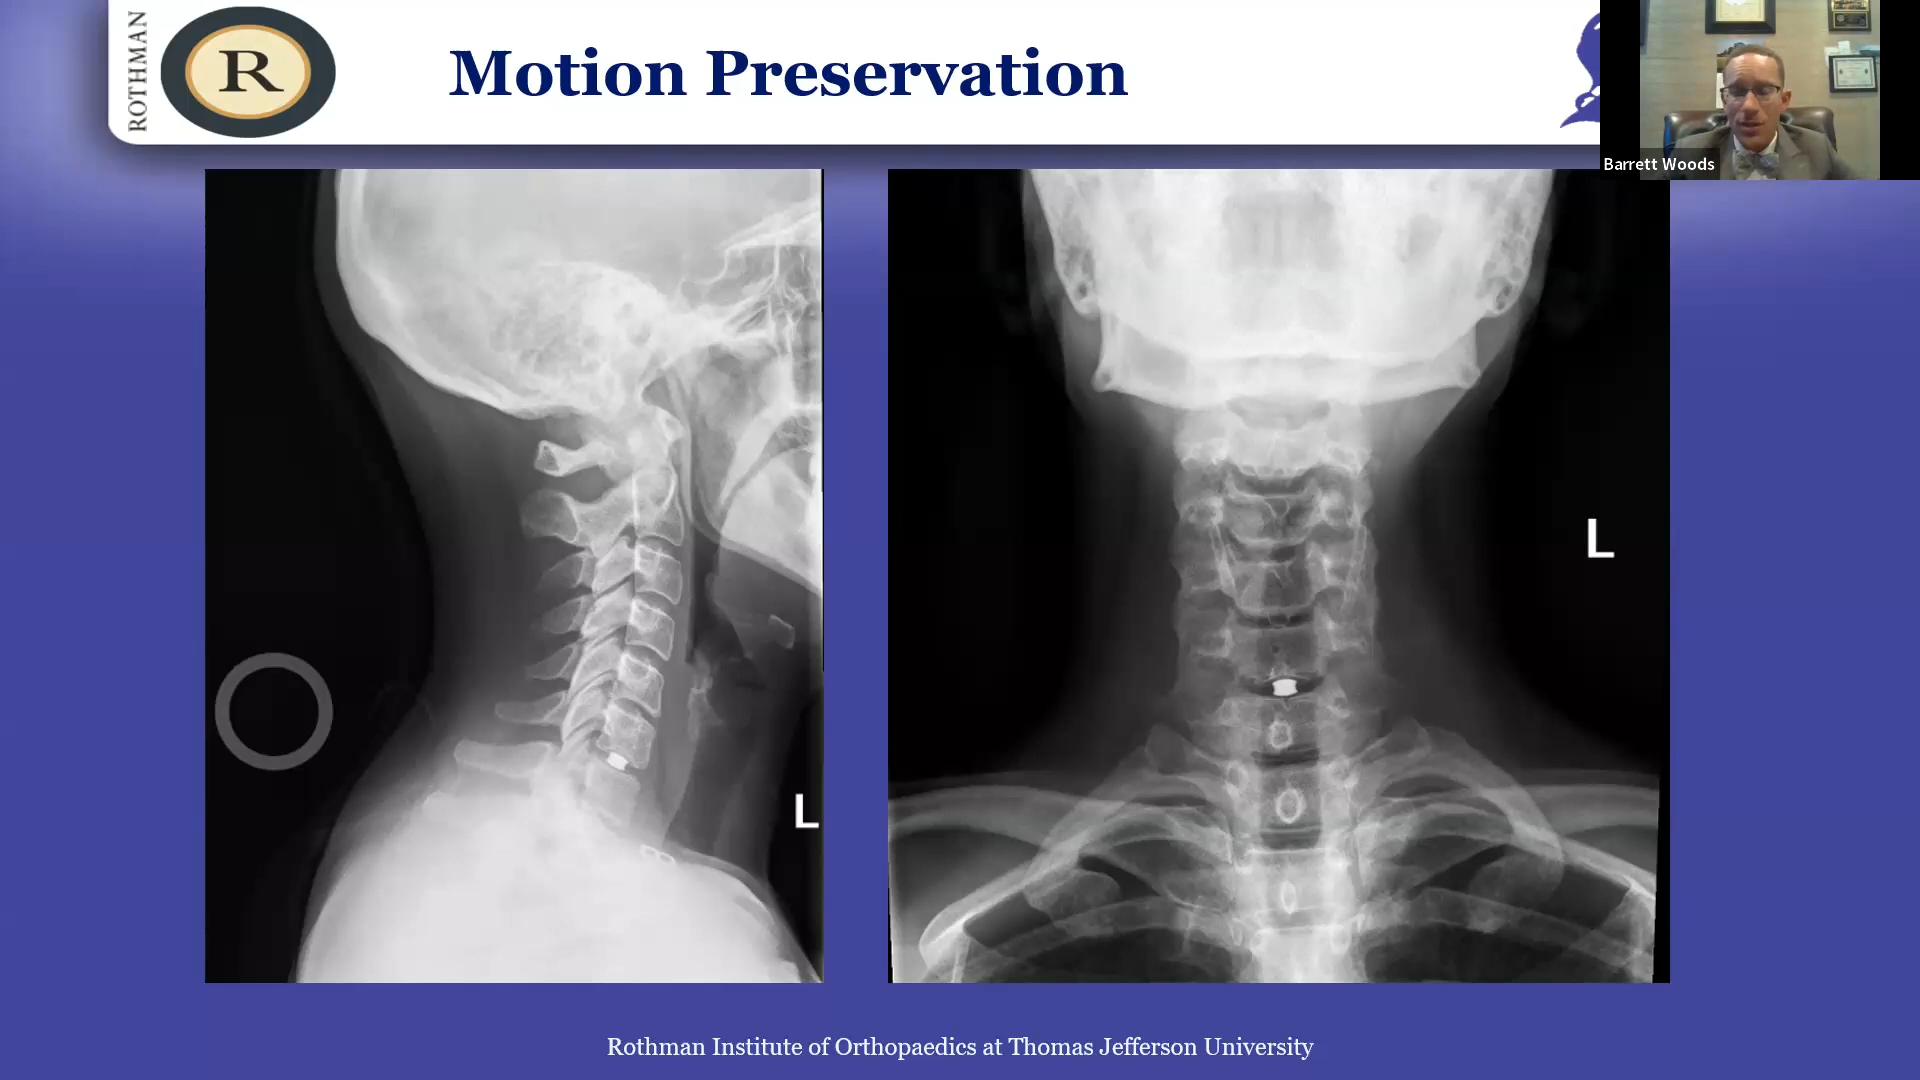 ROTHMAN
R
Motion Preservation
Barrett Woods
L
L
Rothman Institute of Orthopaedics at Thomas Jefferson University